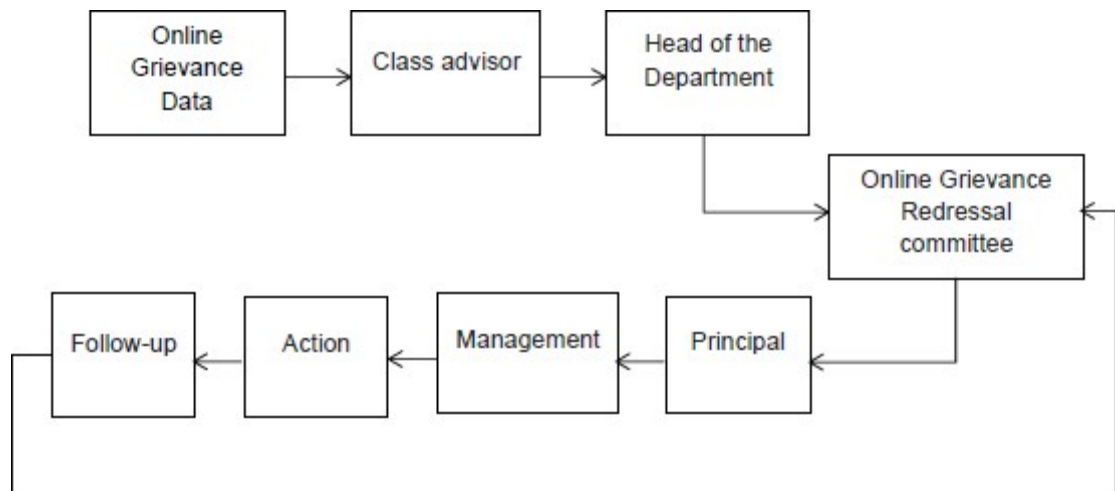 Online
Grievance
Data
Class advisor
Head of the
Department
Online Grievance
Redressal
committee
Follow-up
Action
Management
Principal